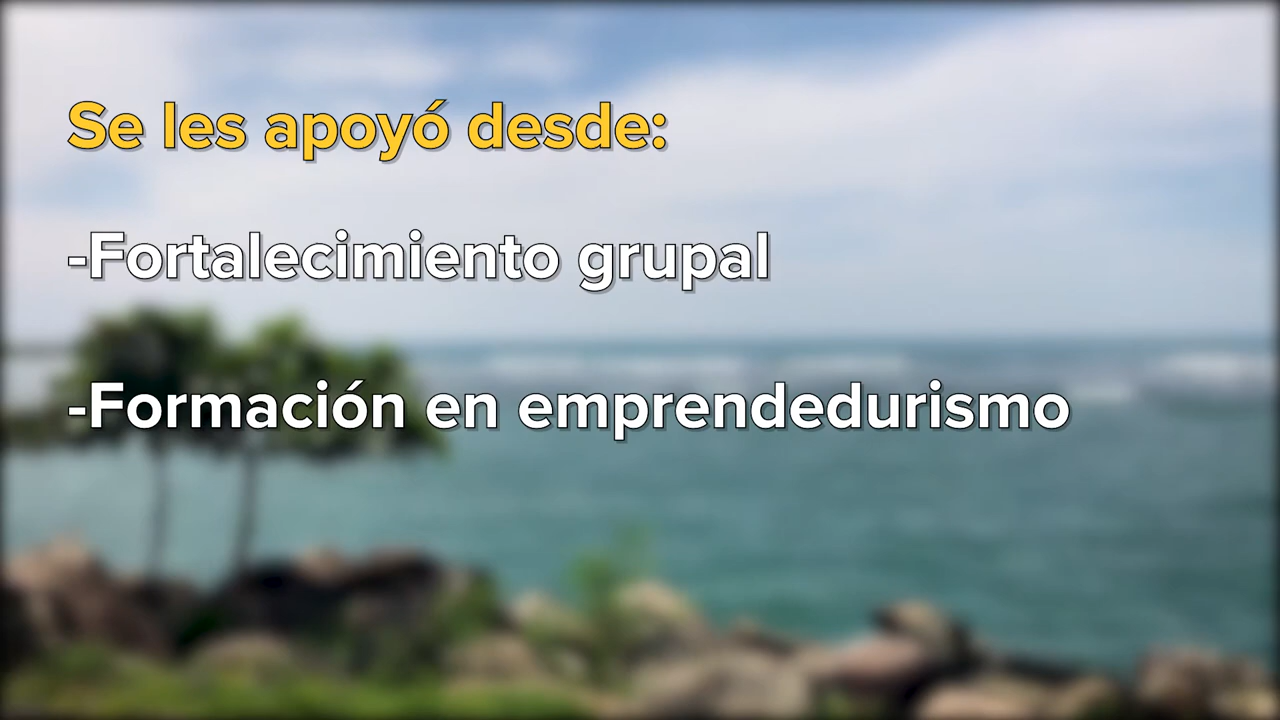 Se les apoyó desde:
-Fortalecimiento grupal
-Formación en emprendedurismo